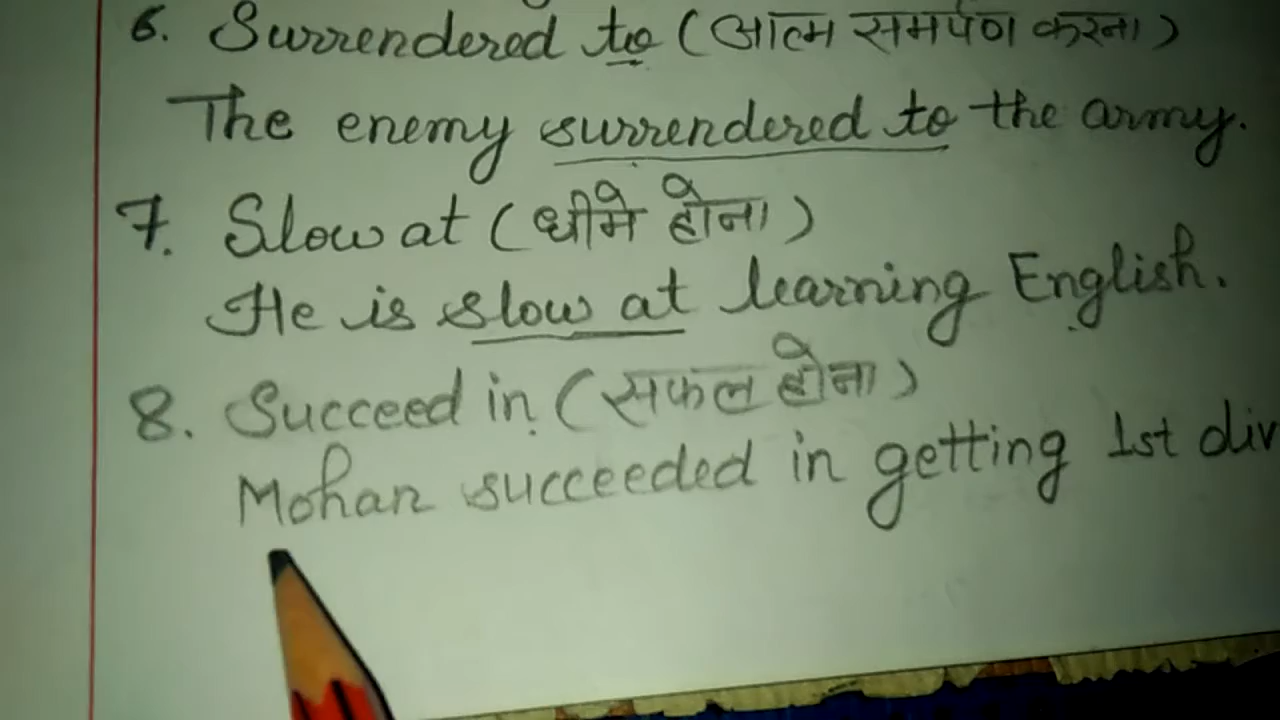 6. Surrendered to (आत्म समर्पण करना)
The enemy surrendered to the army.
7. Slow at (धीमे होना)
He is slow at learning English.
8. Succeed in (सफल होना)
Mohan succeeded in getting 1st div